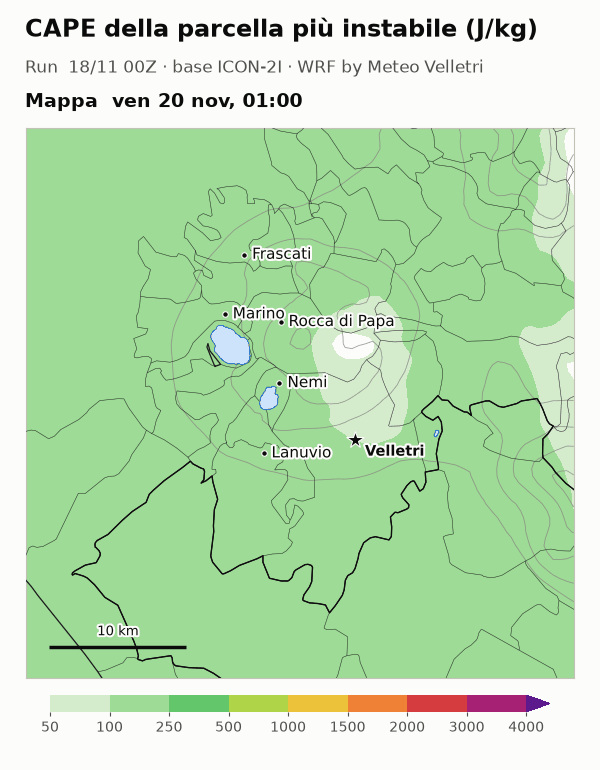 CAPE della parcella più instabile (J/kg)
Run  18/11 00Z · base ICON-2I · WRF by Meteo Velletri
Mappa  ven 20 nov, 01:00
Frascati
Marino
Rocca di Papa
Nemi
Velletri
Lanuvio
10 km
50 100 250 500 1000 1500 2000 3000 4000